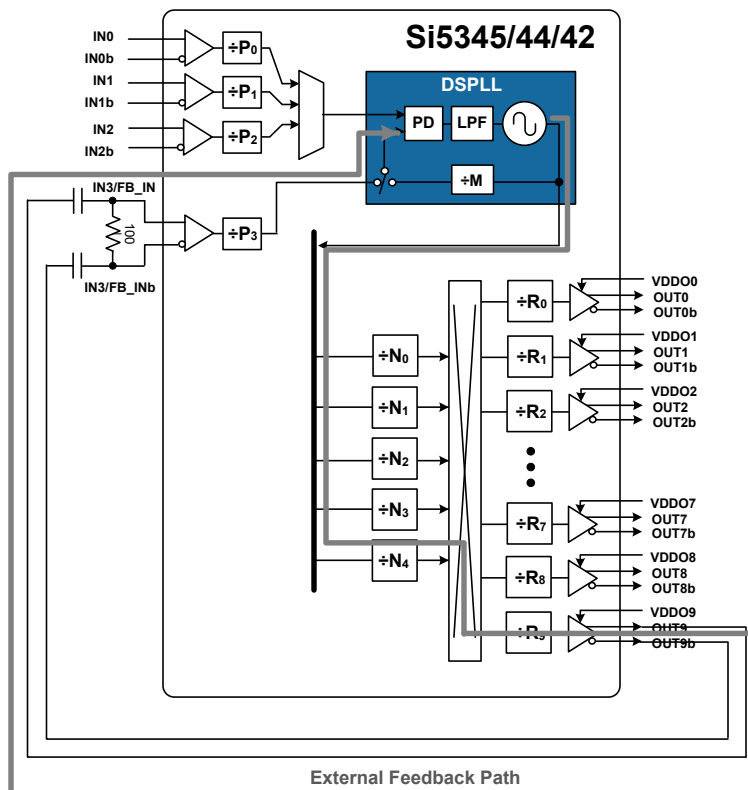 Si5345/44/42
IN0
IN0b
÷P0
IN1
IN1b
÷P1
IN2
IN2b
÷P2
DSPLL
PD
LPF
÷M
IN3/FB_IN
100
IN3/FB_INb
÷P3
÷N0
÷N1
÷N2
÷N3
÷N4
÷R0
VDDO0
OUT0
OUT0b
÷R1
VDDO1
OUT1
OUT1b
÷R2
VDDO2
OUT2
OUT2b
÷R7
VDDO7
OUT7
OUT7b
÷R8
VDDO8
OUT8
OUT8b
÷R9
VDDO9
OUT9
OUT9b
External Feedback Path